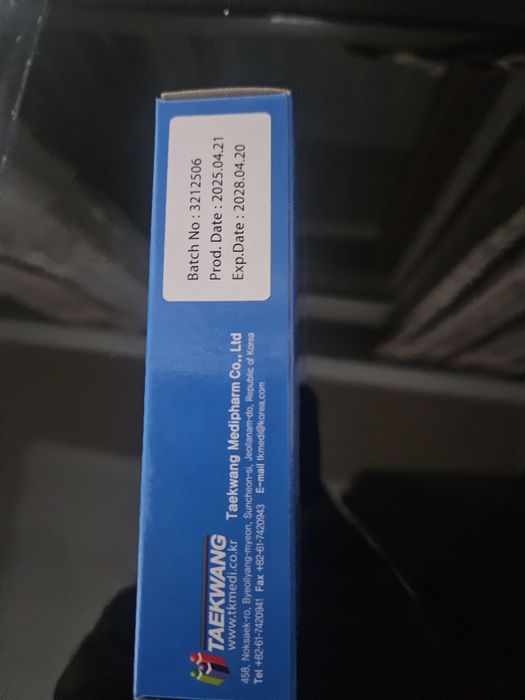 Batch No : 3212506
Prod. Date : 2025.04.21
Exp.Date : 2028.04.20
TAEKWANG
www.tkmedi.co.kr Taekwang Medipharm Co., Ltd
458, Noksaek-ro, Byeollyang-myeon, Suncheon-si, Jeollanam-do, Republic of Korea
Tel +82-61-7420941 Fax +82-61-7420943 E-mail tkmedi@korea.com